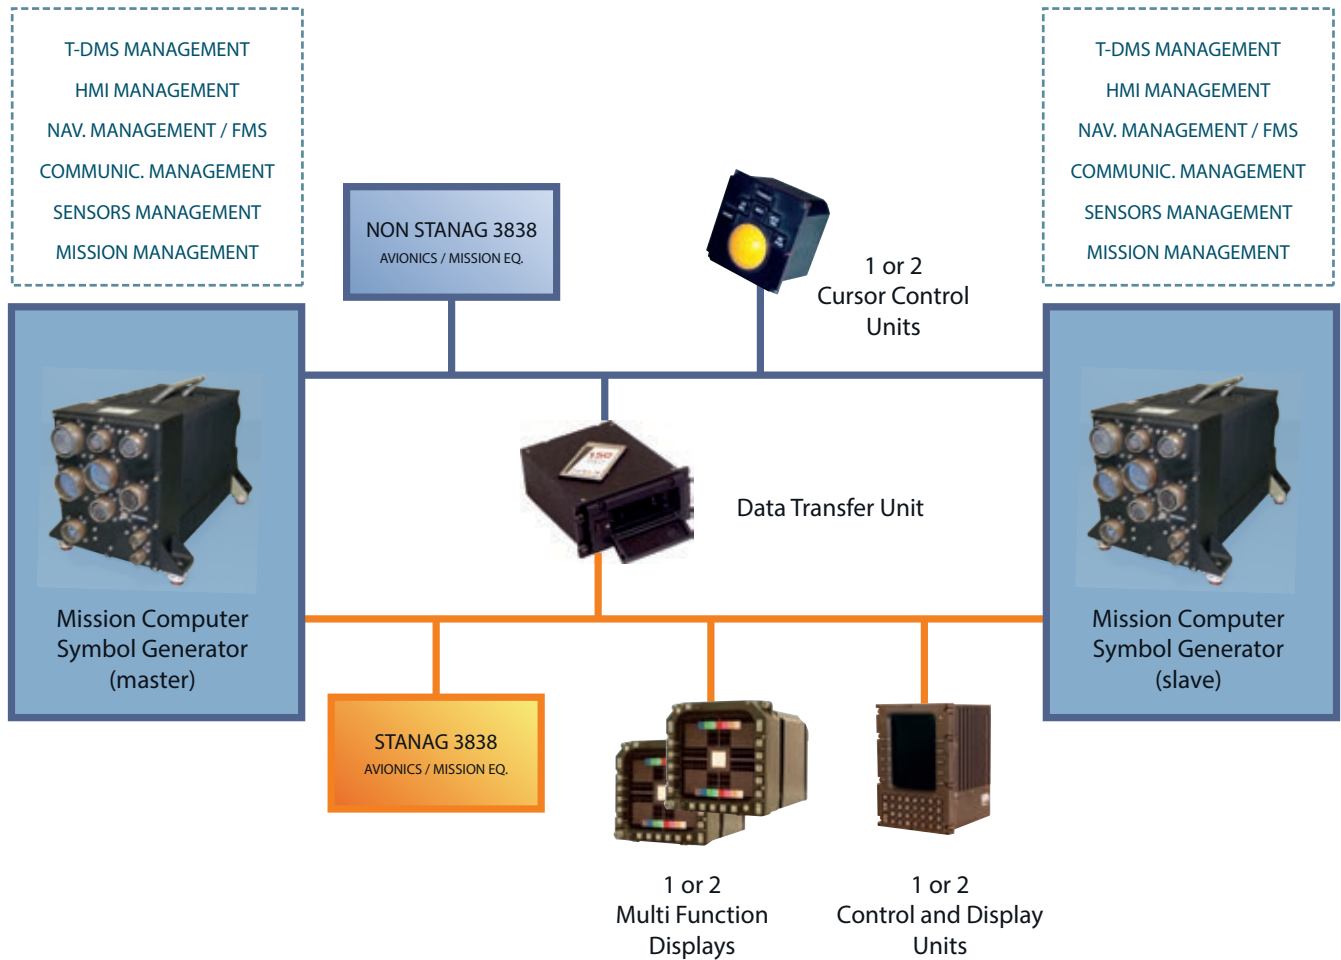 T-DMS MANAGEMENT
HMI MANAGEMENT
NAV. MANAGEMENT / FMS
COMMUNIC. MANAGEMENT
SENSORS MANAGEMENT
MISSION MANAGEMENT
T-DMS MANAGEMENT
HMI MANAGEMENT
NAV. MANAGEMENT / FMS
COMMUNIC. MANAGEMENT
SENSORS MANAGEMENT
MISSION MANAGEMENT
NON STANAG 3838
AVIONICS / MISSION EQ.
1 or 2
Cursor Control
Units
150
Data Transfer Unit
Mission Computer
Symbol Generator
(master)
Mission Computer
Symbol Generator
(slave)
STANAG 3838
AVIONICS / MISSION EQ.
1 or 2
Multi Function
Displays
1 or 2
Control and Display
Units